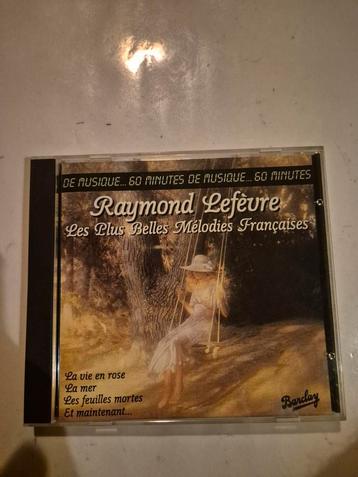 DE MUSIQUE... 60 MINUTES DE MUSIQUE... 60 MINUTES
Raymond Lefèvre
Les Plus Belles Mélodies Françaises
La vie en rose
La mer
Les feuilles mortes
Et maintenant...
Barclay